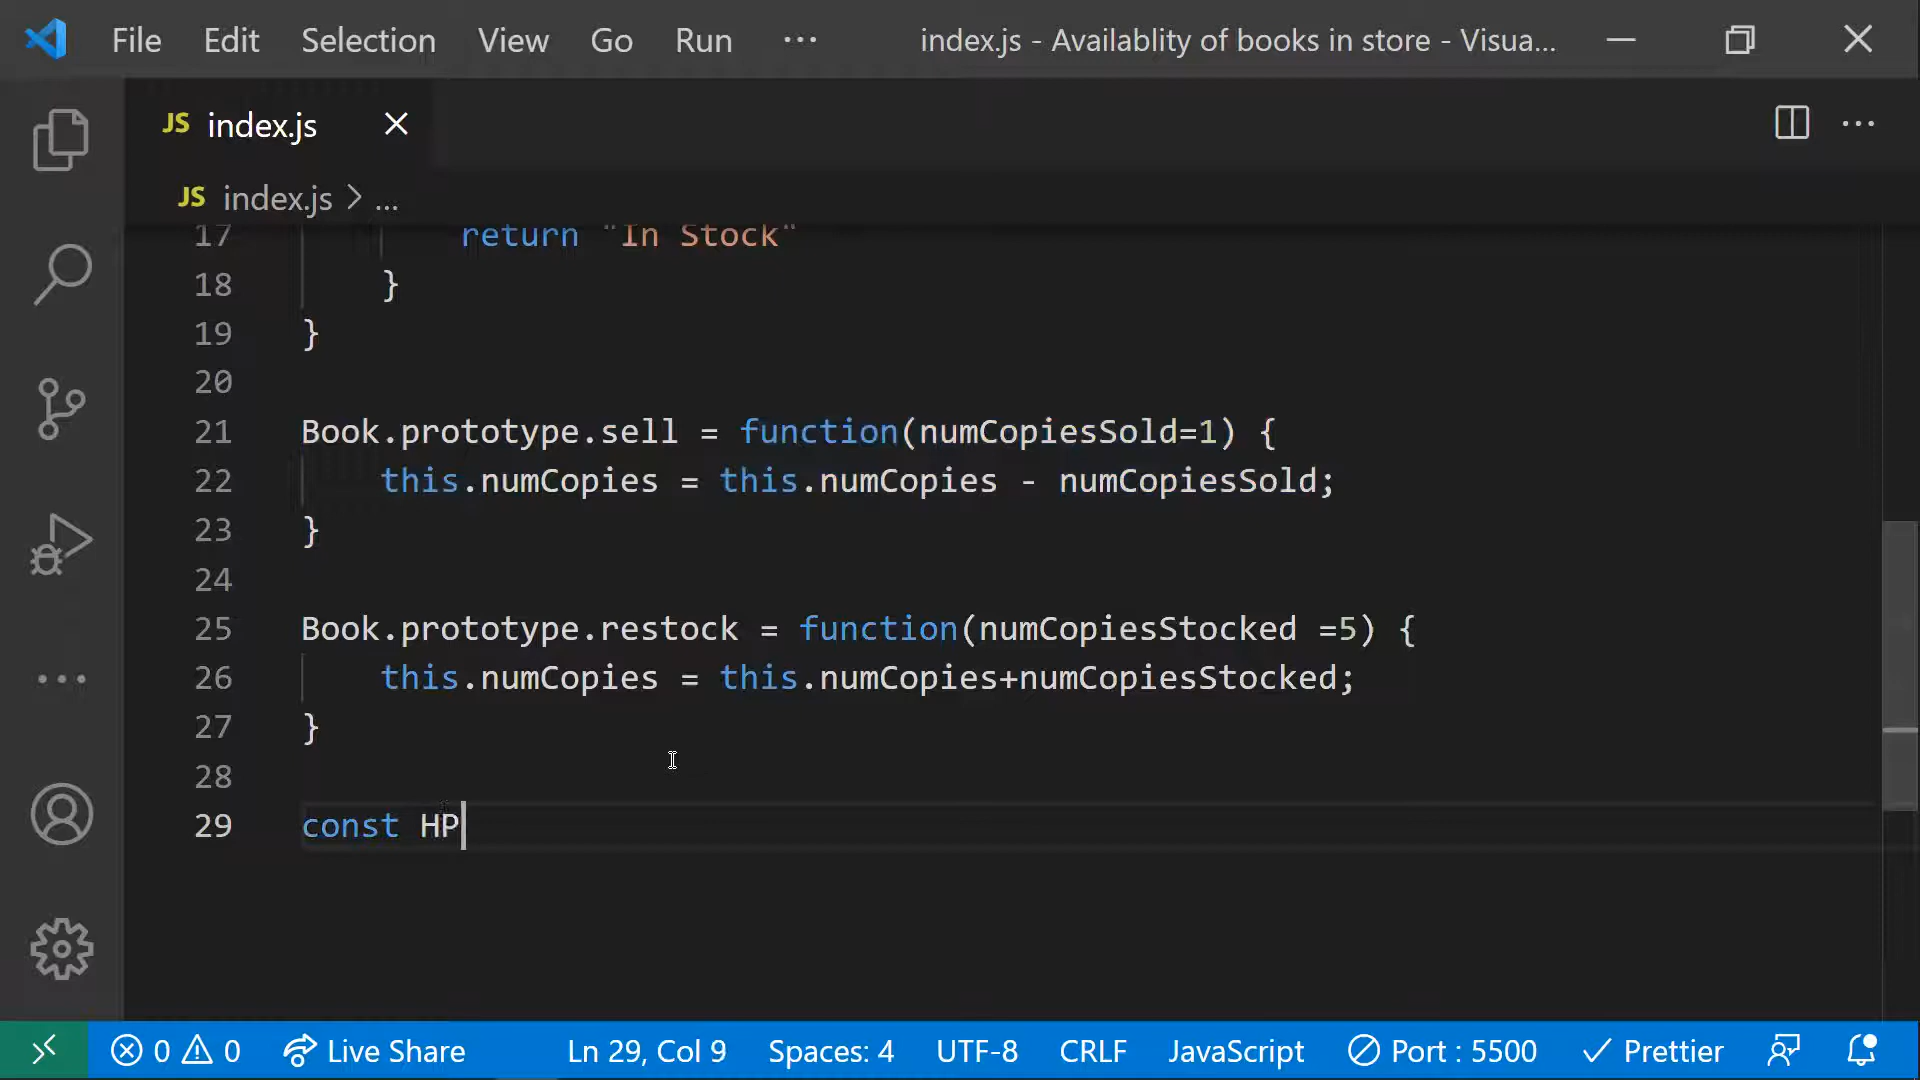 File Edit Selection View Go Run ··· index.js - Availablity of books in store - Visua...
JS index.js
JS index.js > ...
17 return "In Stock"
18 }
19 }
20
21 Book.prototype.sell = function(numCopiesSold=1) {
22 this.numCopies = this.numCopies - numCopiesSold;
23 }
24
25 Book.prototype.restock = function(numCopiesStocked =5) {
26 this.numCopies = this.numCopies+numCopiesStocked;
27 }
28
29 const HP
0 0 Live Share Ln 29, Col 9 Spaces: 4 UTF-8 CRLF JavaScript Port : 5500 Prettier